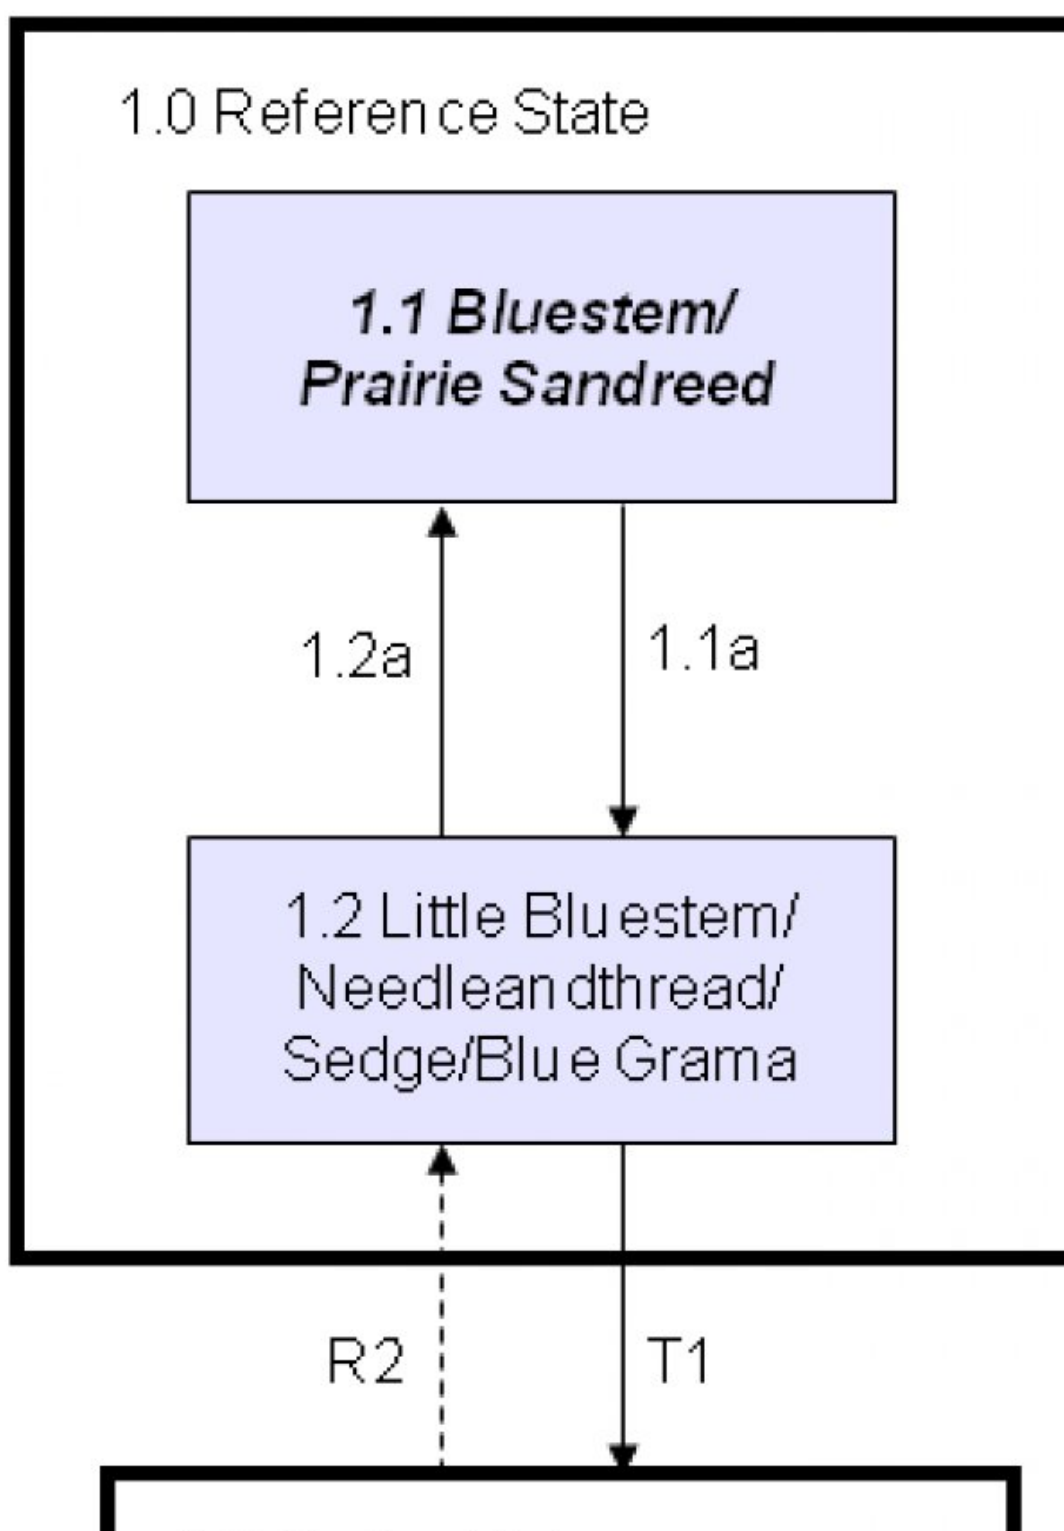 1.0 Reference State
1.1 Bluestem/
Prairie Sandreed
1.2a
1.1a
1.2 Little Bluestem/
Needleandthread/
Sedge/Blue Grama
R2
T1